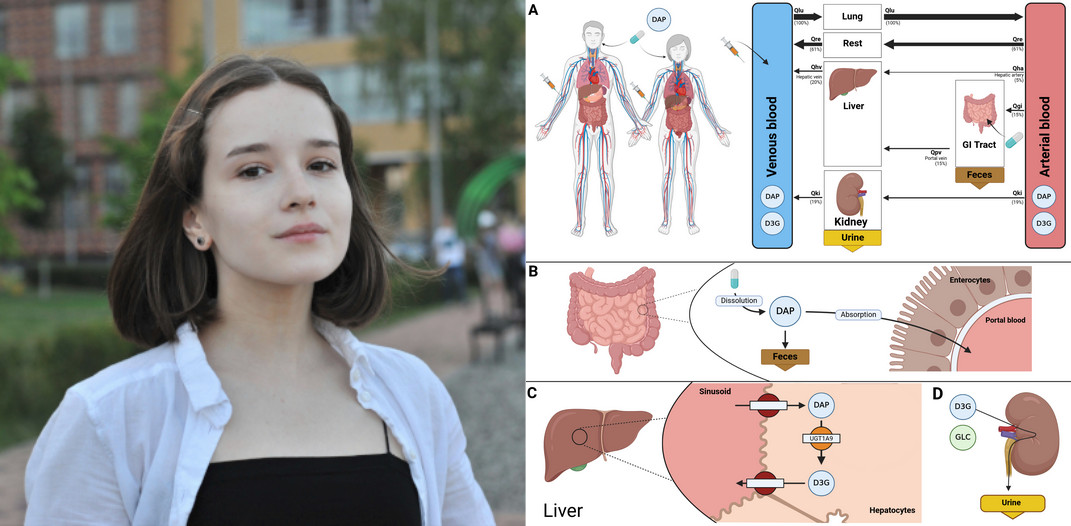 A
DAP
Venous blood
DAP
D3G
Qlu
(100%)
Lung
Qlu
(100%)
Qre
(61%)
Rest
Qre
(61%)
Qhv
Hepatic vein
(20%)
Liver
Qha
Hepatic artery
(5%)
Qgi
(15%)
GI Tract
Feces
Qpv
Portal vein
(15%)
Qki
(19%)
Kidney
Urine
Qki
(19%)
Arterial blood
DAP
D3G
B
Dissolution
DAP
Feces
Absorption
Enterocytes
Portal blood
C
Liver
Sinusoid
DAP
UGT1A9
D3G
Hepatocytes
D
D3G
GLC
Urine